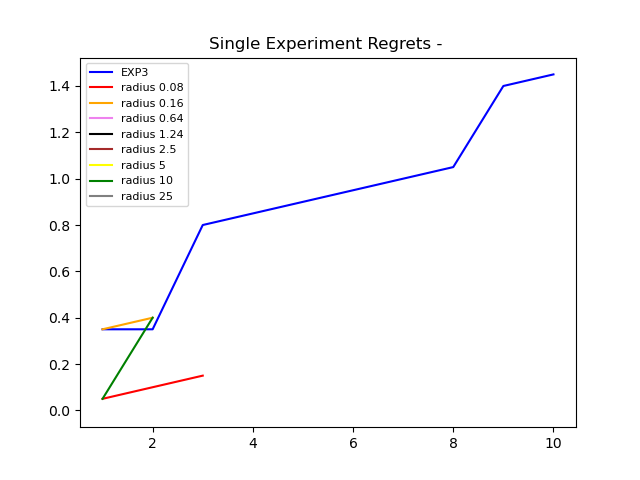 Single Experiment Regrets -
EXP3
radius 0.08
radius 0.16
radius 0.64
radius 1.24
radius 2.5
radius 5
radius 10
radius 25
1.4
1.2
1.0
0.8
0.6
0.4
0.2
0.0
2 4 6 8 10